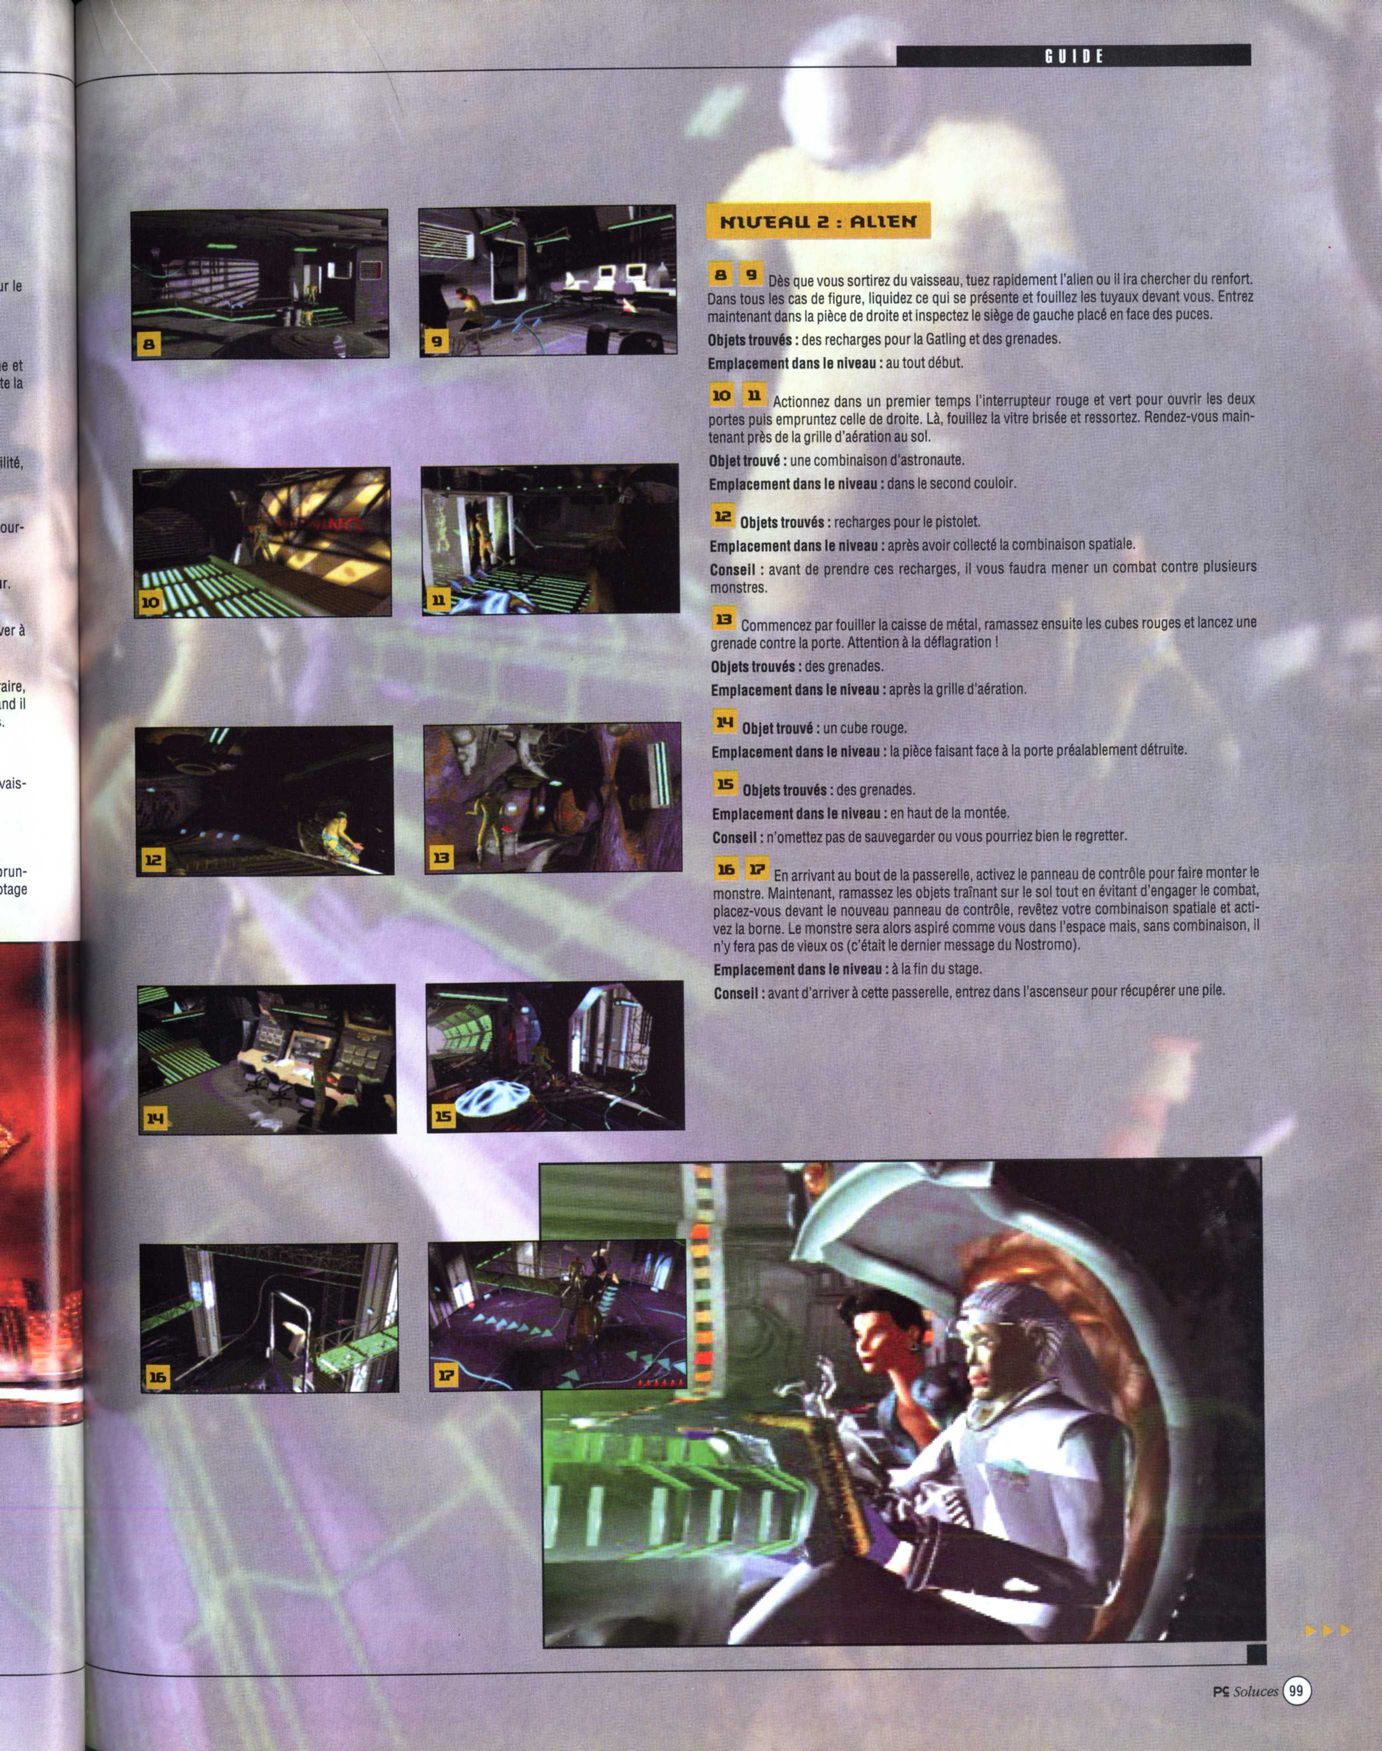 GUIDE
ur le
e et
te la
ilité,
our-
ur.
ver à
aire,
and il
s.
vais-
brun-
otage
8
9
10
WARNING
11
12
13
14
15
16
17
NIVEAU 2 : ALIEN
8 9 Dès que vous sortirez du vaisseau, tuez rapidement l'alien ou il ira chercher du renfort.
Dans tous les cas de figure, liquidez ce qui se présente et fouillez les tuyaux devant vous. Entrez
maintenant dans la pièce de droite et inspectez le siège de gauche placé en face des puces.
Objets trouvés : des recharges pour la Gatling et des grenades.
Emplacement dans le niveau : au tout début.
10 11 Actionnez dans un premier temps l'interrupteur rouge et vert pour ouvrir les deux
portes puis empruntez celle de droite. Là, fouillez la vitre brisée et ressortez. Rendez-vous main-
tenant près de la grille d'aération au sol.
Objet trouvé : une combinaison d'astronaute.
Emplacement dans le niveau : dans le second couloir.
12 Objets trouvés : recharges pour le pistolet.
Emplacement dans le niveau : après avoir collecté la combinaison spatiale.
Conseil : avant de prendre ces recharges, il vous faudra mener un combat contre plusieurs
monstres.
13 Commencez par fouiller la caisse de métal, ramassez ensuite les cubes rouges et lancez une
grenade contre la porte. Attention à la déflagration !
Objets trouvés : des grenades.
Emplacement dans le niveau : après la grille d'aération.
14 Objet trouvé : un cube rouge.
Emplacement dans le niveau : la pièce faisant face à la porte préalablement détruite.
15 Objets trouvés : des grenades.
Emplacement dans le niveau : en haut de la montée.
Conseil : n'omettez pas de sauvegarder ou vous pourriez bien le regretter.
16 17 En arrivant au bout de la passerelle, activez le panneau de contrôle pour faire monter le
monstre. Maintenant, ramassez les objets traînant sur le sol tout en évitant d'engager le combat,
placez-vous devant le nouveau panneau de contrôle, revêtez votre combinaison spatiale et acti-
vez la borne. Le monstre sera alors aspiré comme vous dans l'espace mais, sans combinaison, il
n'y fera pas de vieux os (c'était le dernier message du Nostromo).
Emplacement dans le niveau : à la fin du stage.
Conseil : avant d'arriver à cette passerelle, entrez dans l'ascenseur pour récupérer une pile.
PC Soluces 99